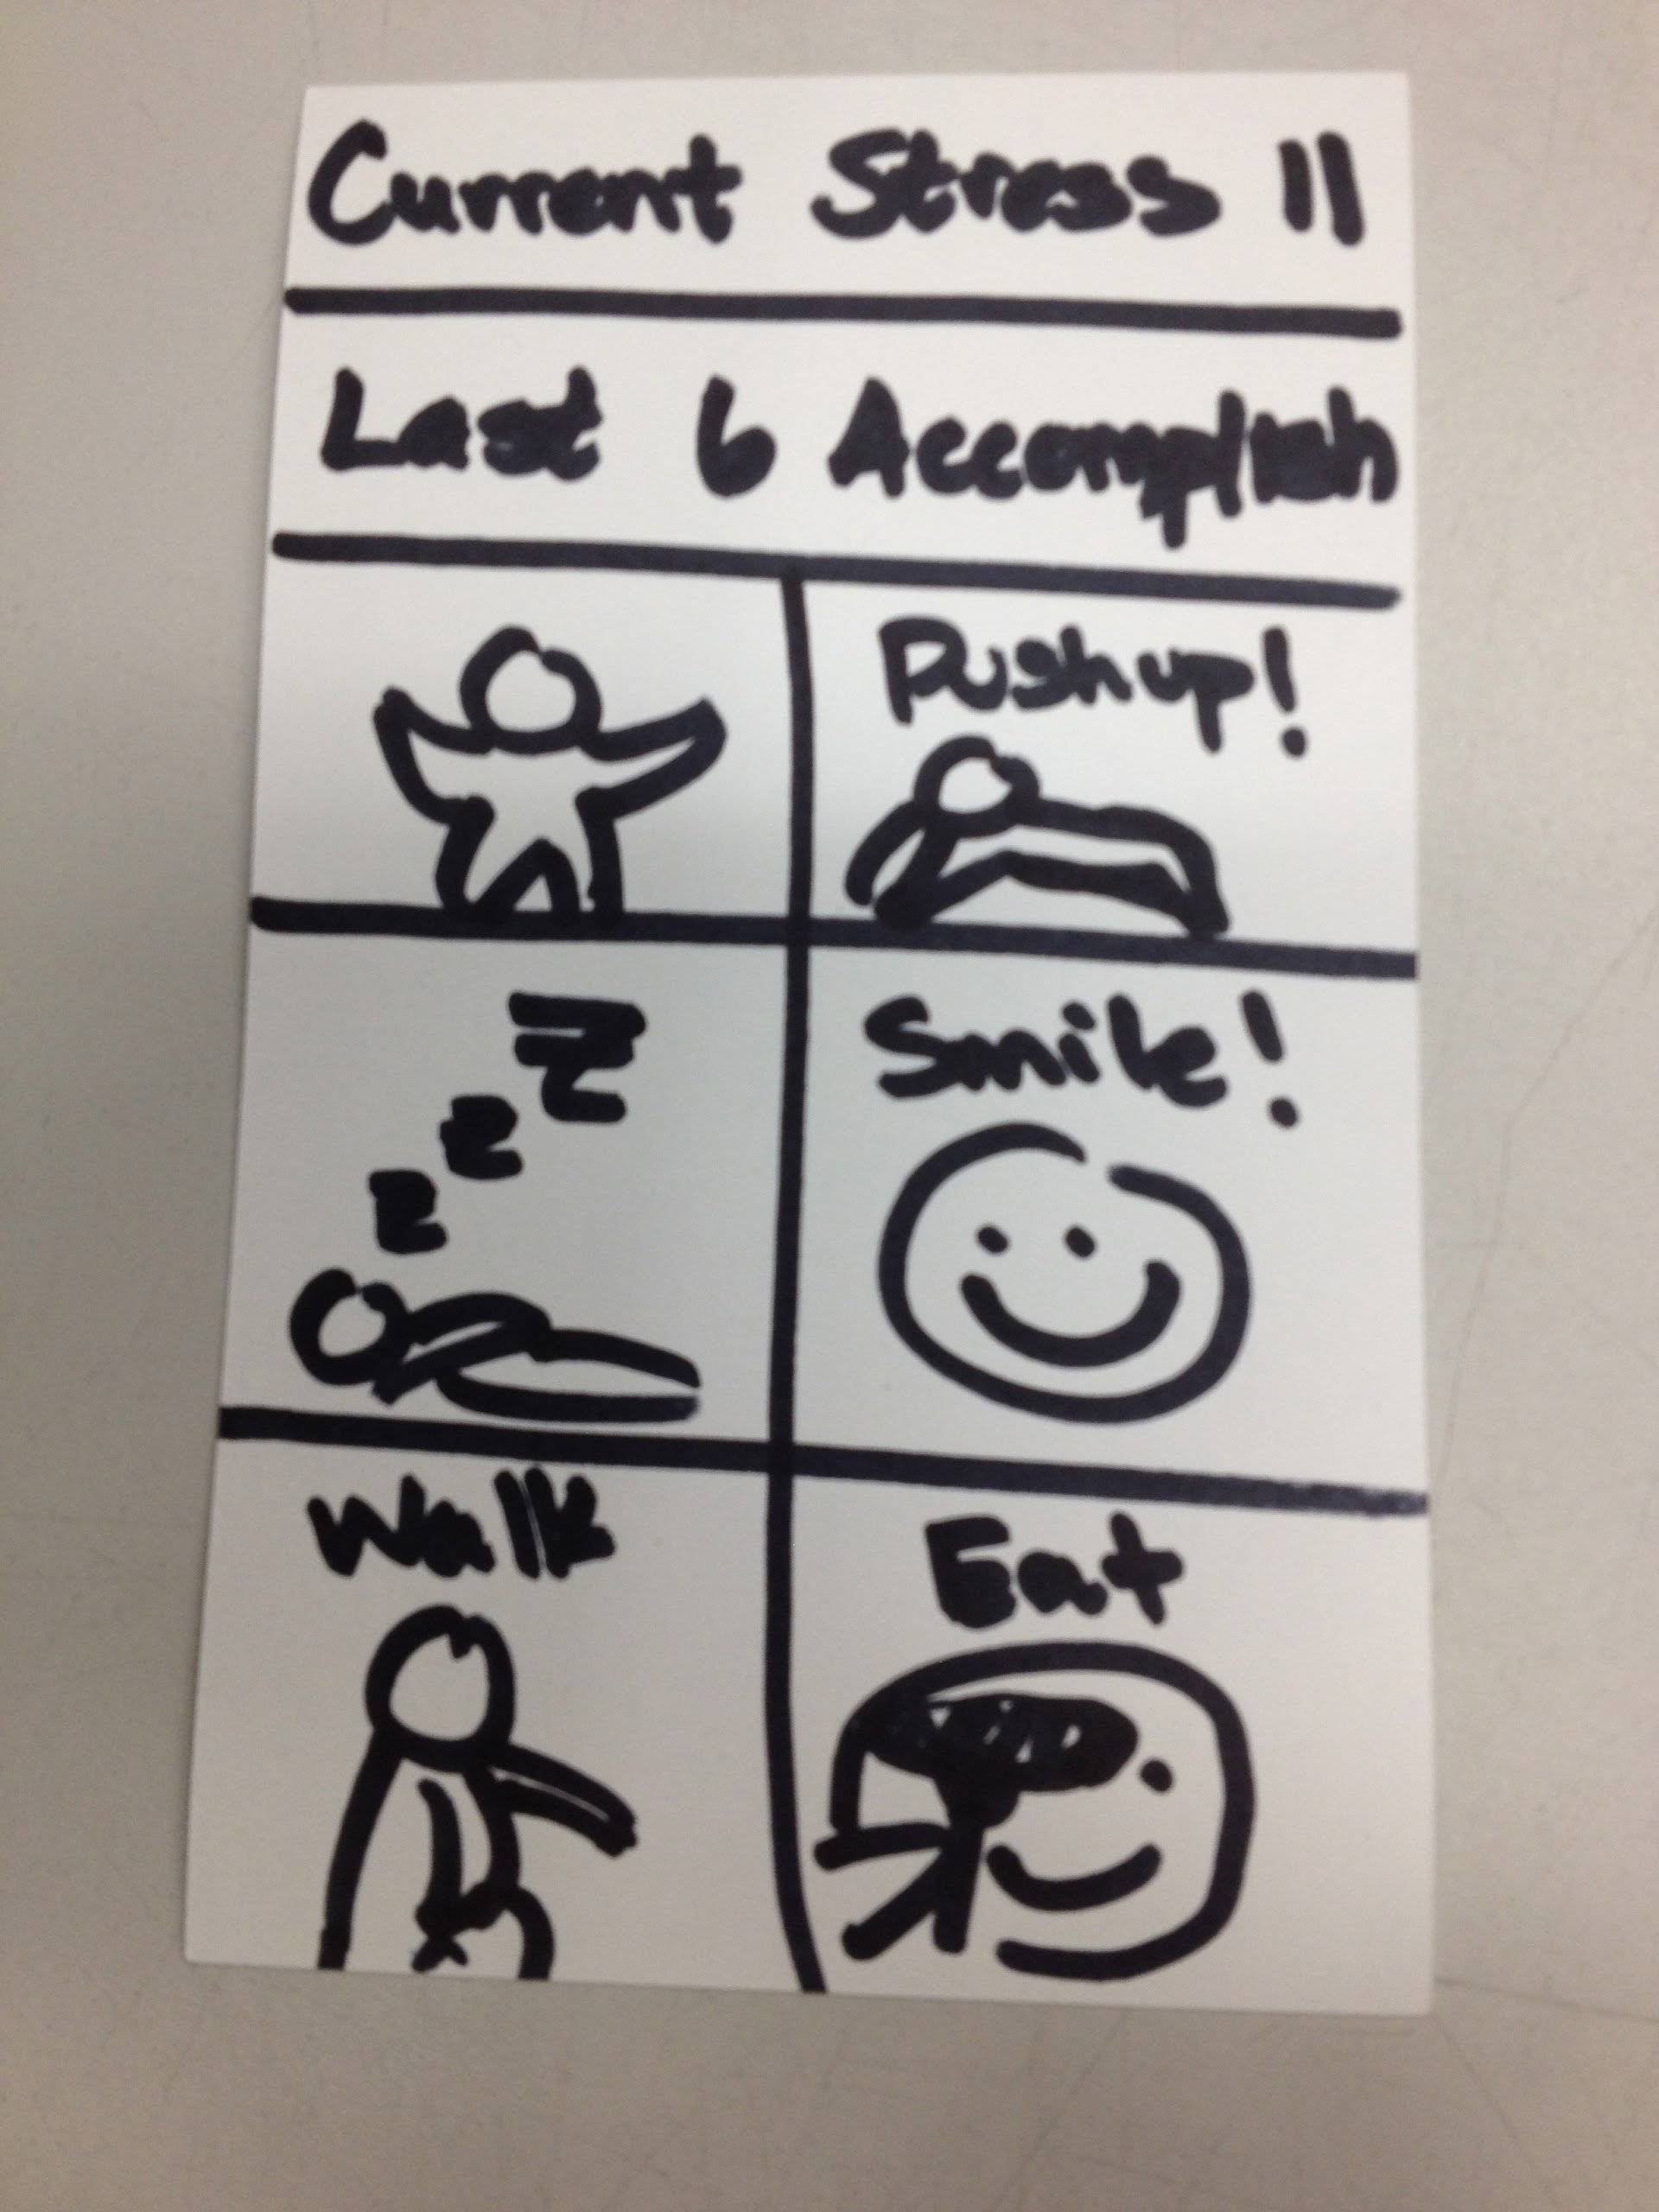 Current Stress 11
Last 6 Accomplish
Pushup!
z z Z
Smile!
Walk
Eat